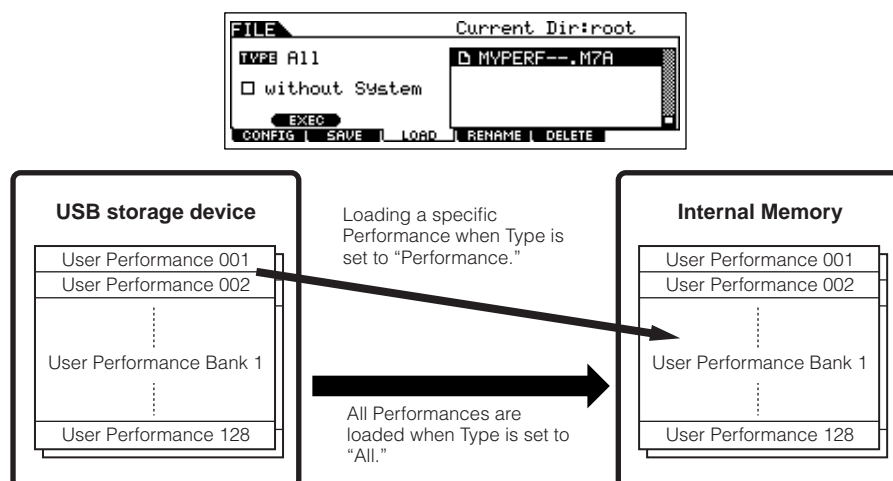 FILE
Current Dir:root
TYPE All
MYPERF--.M7A
without System
EXEC
CONFIG SAVE LOAD RENAME DELETE
USB storage device
User Performance 001
User Performance 002
User Performance Bank 1
User Performance 128
Loading a specific
Performance when Type is
set to “Performance.”
All Performances are
loaded when Type is set to
“All.”
Internal Memory
User Performance 001
User Performance 002
User Performance Bank 1
User Performance 128